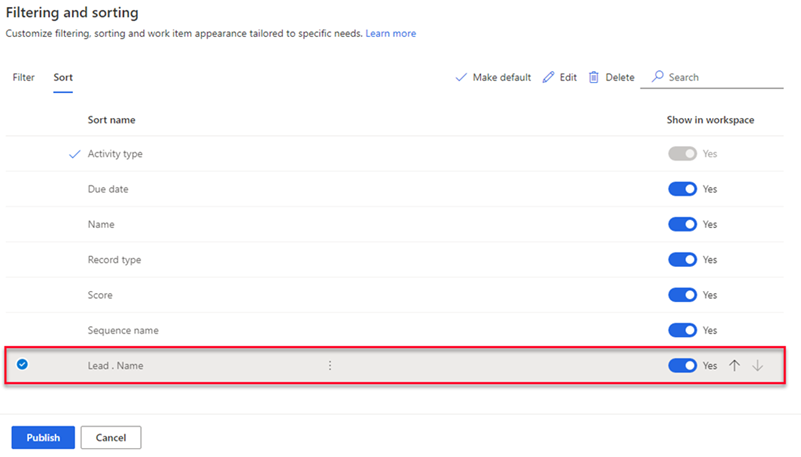 Filtering and sorting
Customize filtering, sorting and work item appearance tailored to specific needs. Learn more
Filter Sort Make default Edit Delete Search
Sort name Show in workspace
Activity type Yes
Due date Yes
Name Yes
Record type Yes
Score Yes
Sequence name Yes
Lead . Name Yes
Publish Cancel